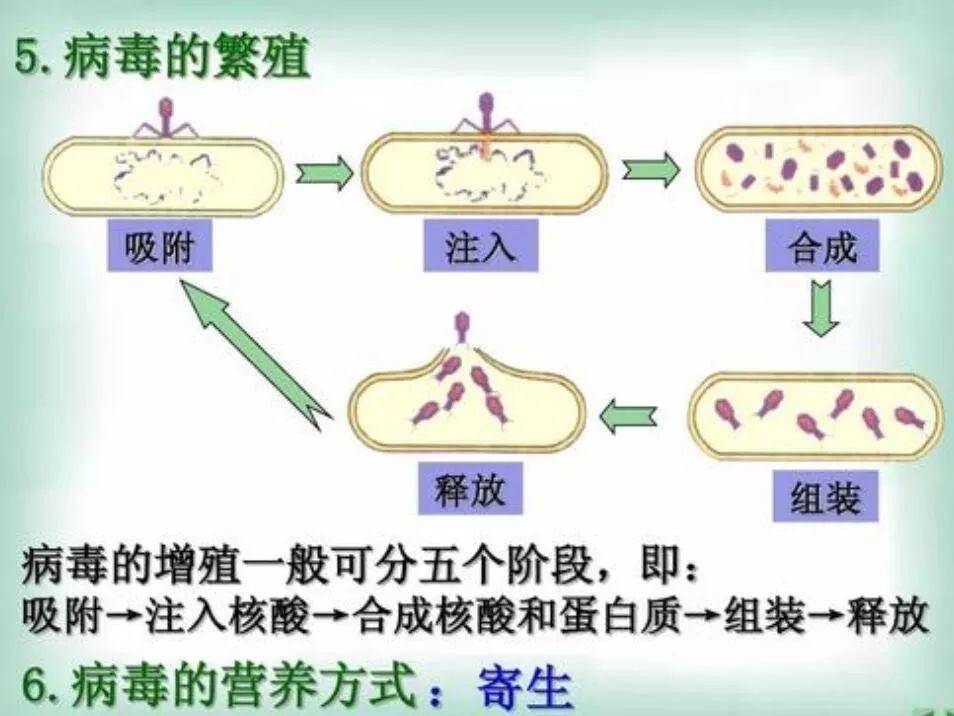 5.病毒的繁殖
吸附
注入
合成
释放
组装
病毒的增殖一般可分五个阶段，即：
吸附→注入核酸→合成核酸和蛋白质→组装→释放
6.病毒的营养方式：寄生